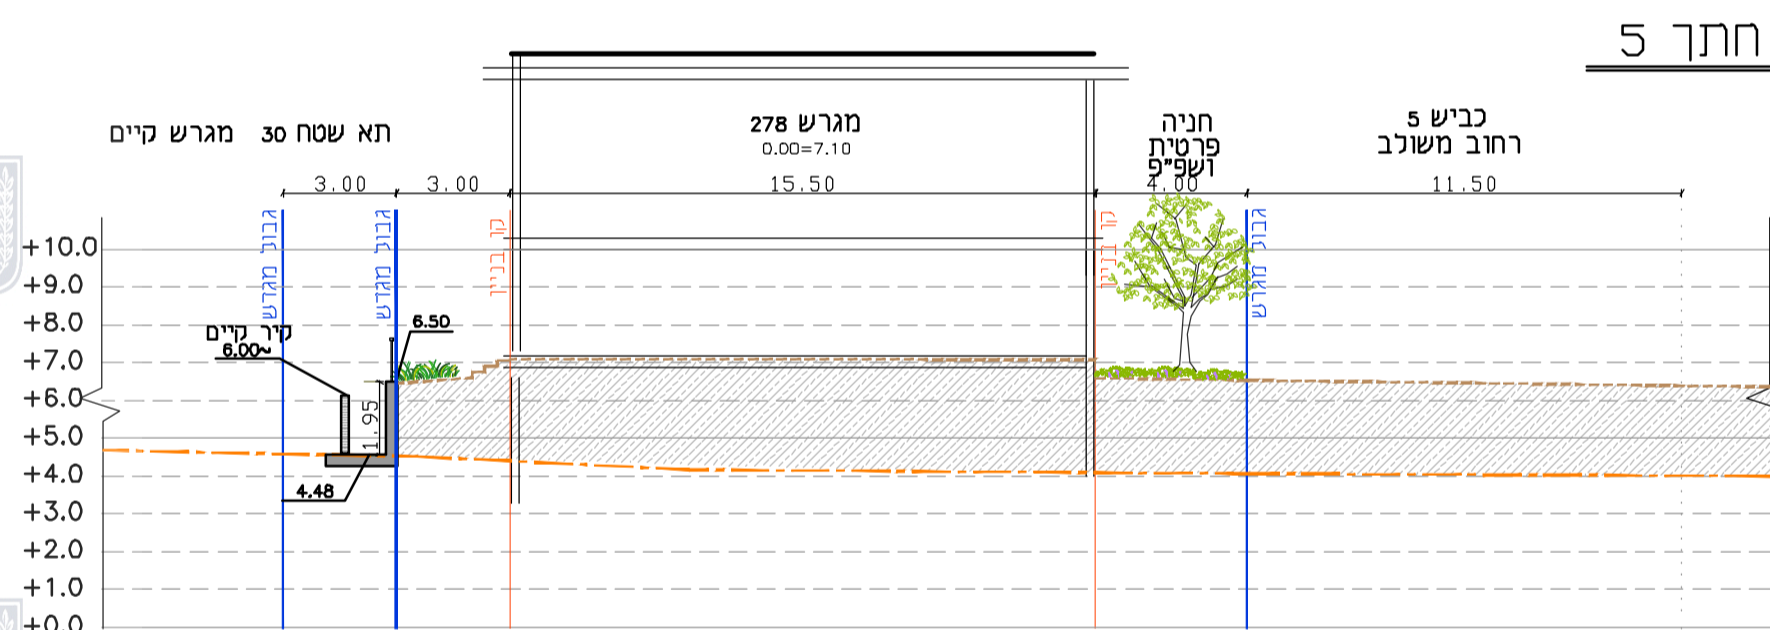 חתך 5
תא שטח 30 מגרש קיים
מגרש 278
0.00=7.10
חניה
פרטית
ושפ"פ
כביש 5
רחוב משולב
3.00
3.00
15.50
4.00
11.50
גבול מגרש
גבול מגרש
קו בניין
קו בניין
גבול מגרש
+10.0
+9.0
+8.0
+7.0
+6.0
+5.0
+4.0
+3.0
+2.0
+1.0
+0.0
קיר קיים
6.00~
6.50
1.95
4.48